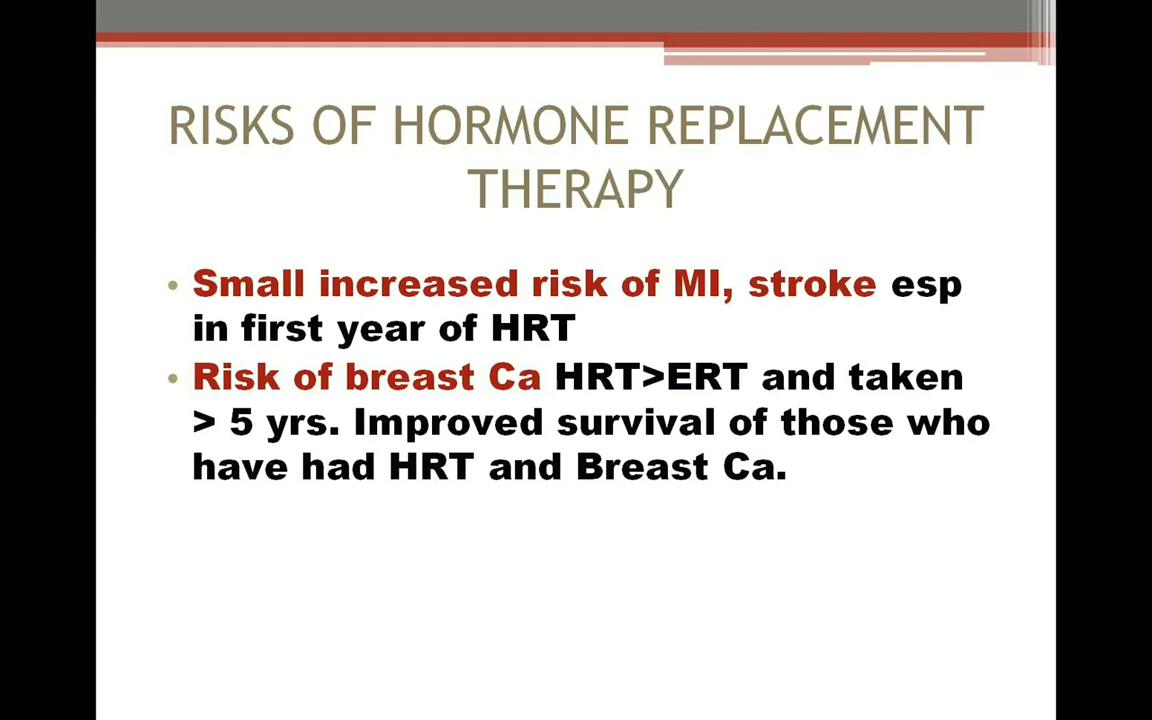 RISKS OF HORMONE REPLACEMENT
THERAPY
• Small increased risk of MI, stroke esp
in first year of HRT
• Risk of breast Ca HRT>ERT and taken
> 5 yrs. Improved survival of those who
have had HRT and Breast Ca.